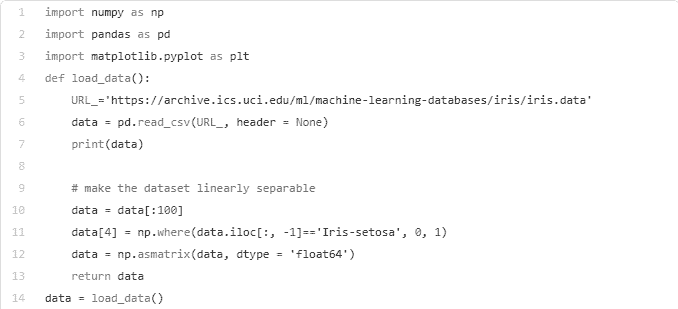 1 import numpy as np
2 import pandas as pd
3 import matplotlib.pyplot as plt
4 def load_data():
5     URL_='https://archive.ics.uci.edu/ml/machine-learning-databases/iris/iris.data'
6     data = pd.read_csv(URL_, header = None)
7     print(data)
8
9     # make the dataset linearly separable
10     data = data[:100]
11     data[4] = np.where(data.iloc[:, -1]=='Iris-setosa', 0, 1)
12     data = np.asmatrix(data, dtype = 'float64')
13     return data
14 data = load_data()